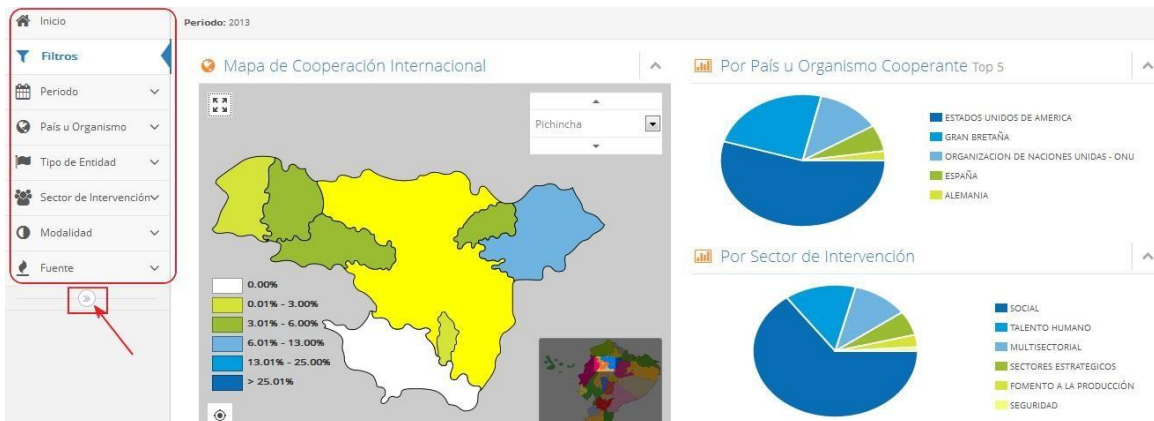 Inicio
Filtros
Periodo
País u Organismo
Tipo de Entidad
Sector de Intervención
Modalidad
Fuente
Periodo: 2013
Mapa de Cooperación Internacional
Pichincha
0.00%
0.01% - 3.00%
3.01% - 6.00%
6.01% - 13.00%
13.01% - 25.00%
> 25.01%
Por País u Organismo Cooperante Top 5
ESTADOS UNIDOS DE AMERICA
GRAN BRETAÑA
ORGANIZACION DE NACIONES UNIDAS - ONU
ESPAÑA
ALEMANIA
Por Sector de Intervención
SOCIAL
TALENTO HUMANO
MULTISECTORIAL
SECTORES ESTRATEGICOS
FOMENTO A LA PRODUCCIÓN
SEGURIDAD